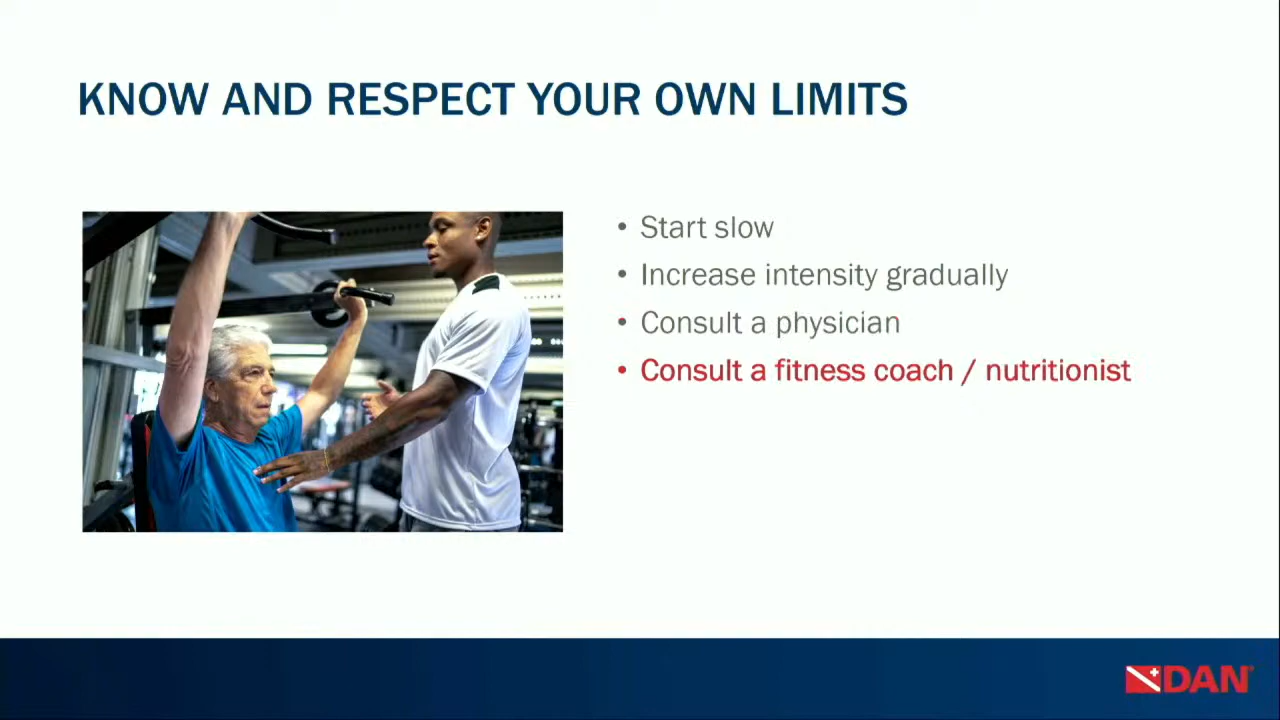 KNOW AND RESPECT YOUR OWN LIMITS
• Start slow
• Increase intensity gradually
• Consult a physician
• Consult a fitness coach / nutritionist
DAN®